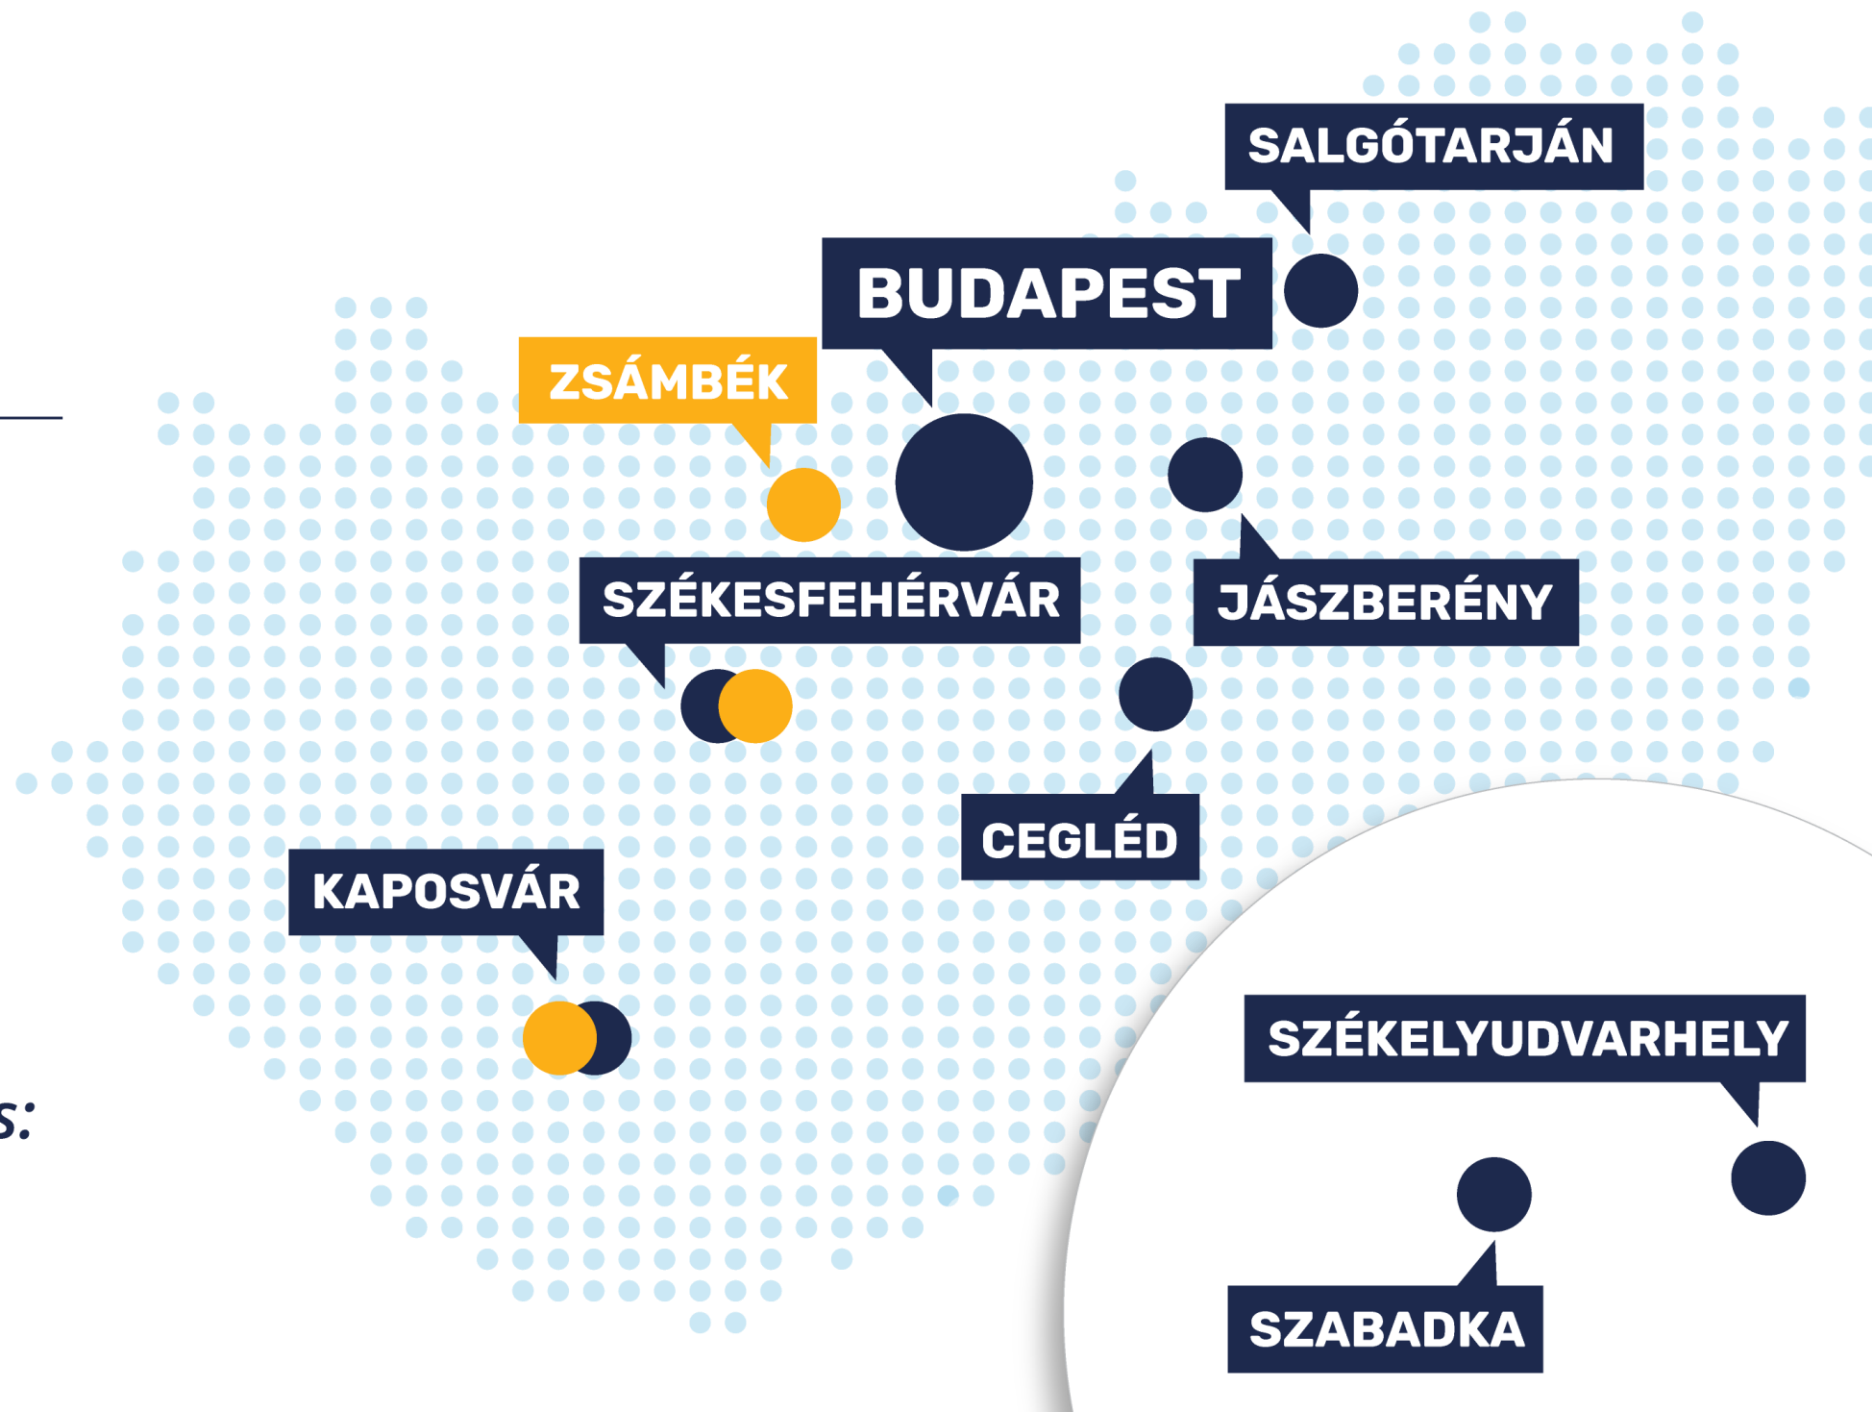 SALGÓTARJÁN
BUDAPEST
ZSÁMBÉK
SZÉKESFEHÉRVÁR
JÁSZBERÉNY
CEGLÉD
KAPOSVÁR
SZÉKELYUDVARHELY
s:
SZABADKA